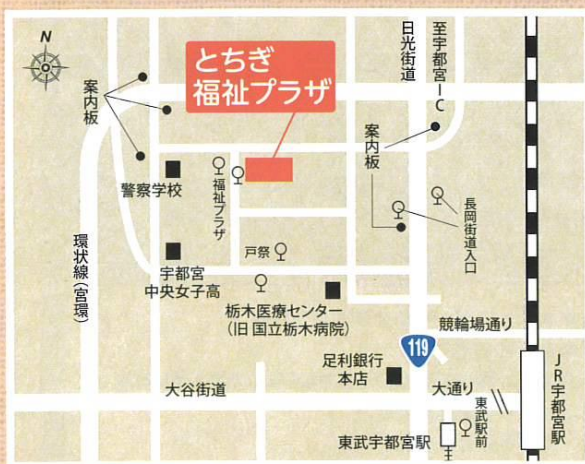 N
とちぎ
福祉プラザ
日光街道
至宇都宮IC
案内板
案内板
警察学校
福祉プラザ
長岡街道入口
戸祭
環状線(宮環)
宇都宮
中央女子高
栃木医療センター
(旧 国立栃木病院)
競輪場通り
119
足利銀行
本店
大谷街道
大通り
JR宇都宮駅
東武駅前
東武宇都宮駅